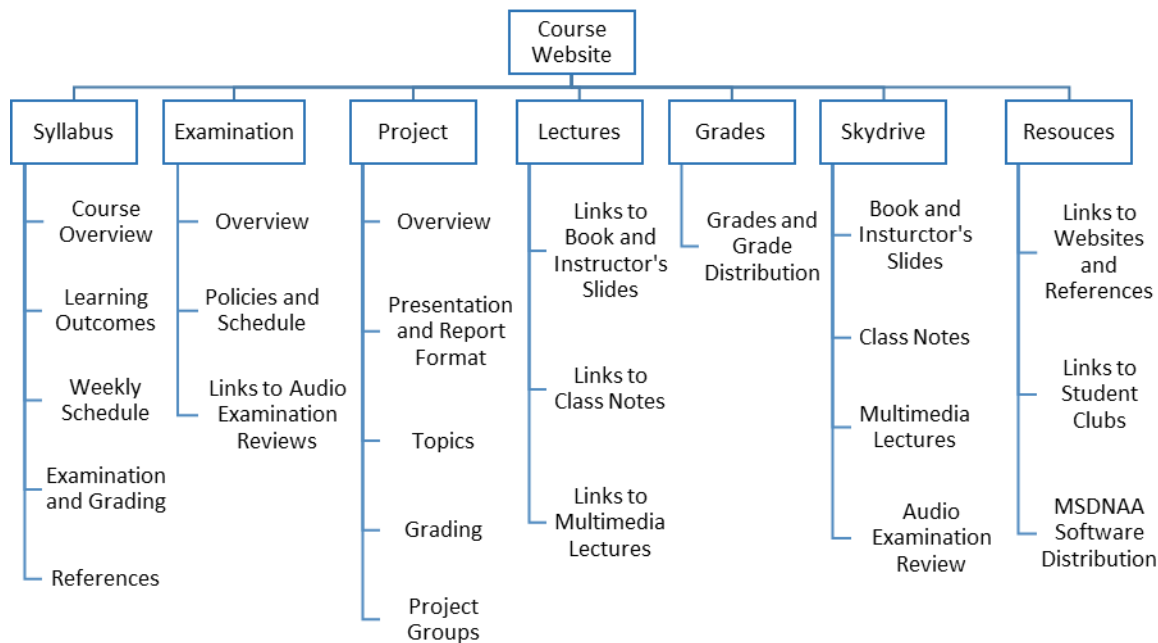 Course
Website
Syllabus
Examination
Project
Lectures
Grades
Skydrive
Resouces
Course
Overview
Learning
Outcomes
Weekly
Schedule
Examination
and Grading
References
Overview
Policies and
Schedule
Links to Audio
Examination
Reviews
Overview
Presentation
and Report
Format
Topics
Grading
Project
Groups
Links to
Book and
Instructor's
Slides
Links to
Class Notes
Links to
Multimedia
Lectures
Grades and
Grade
Distribution
Book and
Insturctor's
Slides
Class Notes
Multimedia
Lectures
Audio
Examination
Review
Links to
Websites
and
References
Links to
Student
Clubs
MSDNAA
Software
Distribution